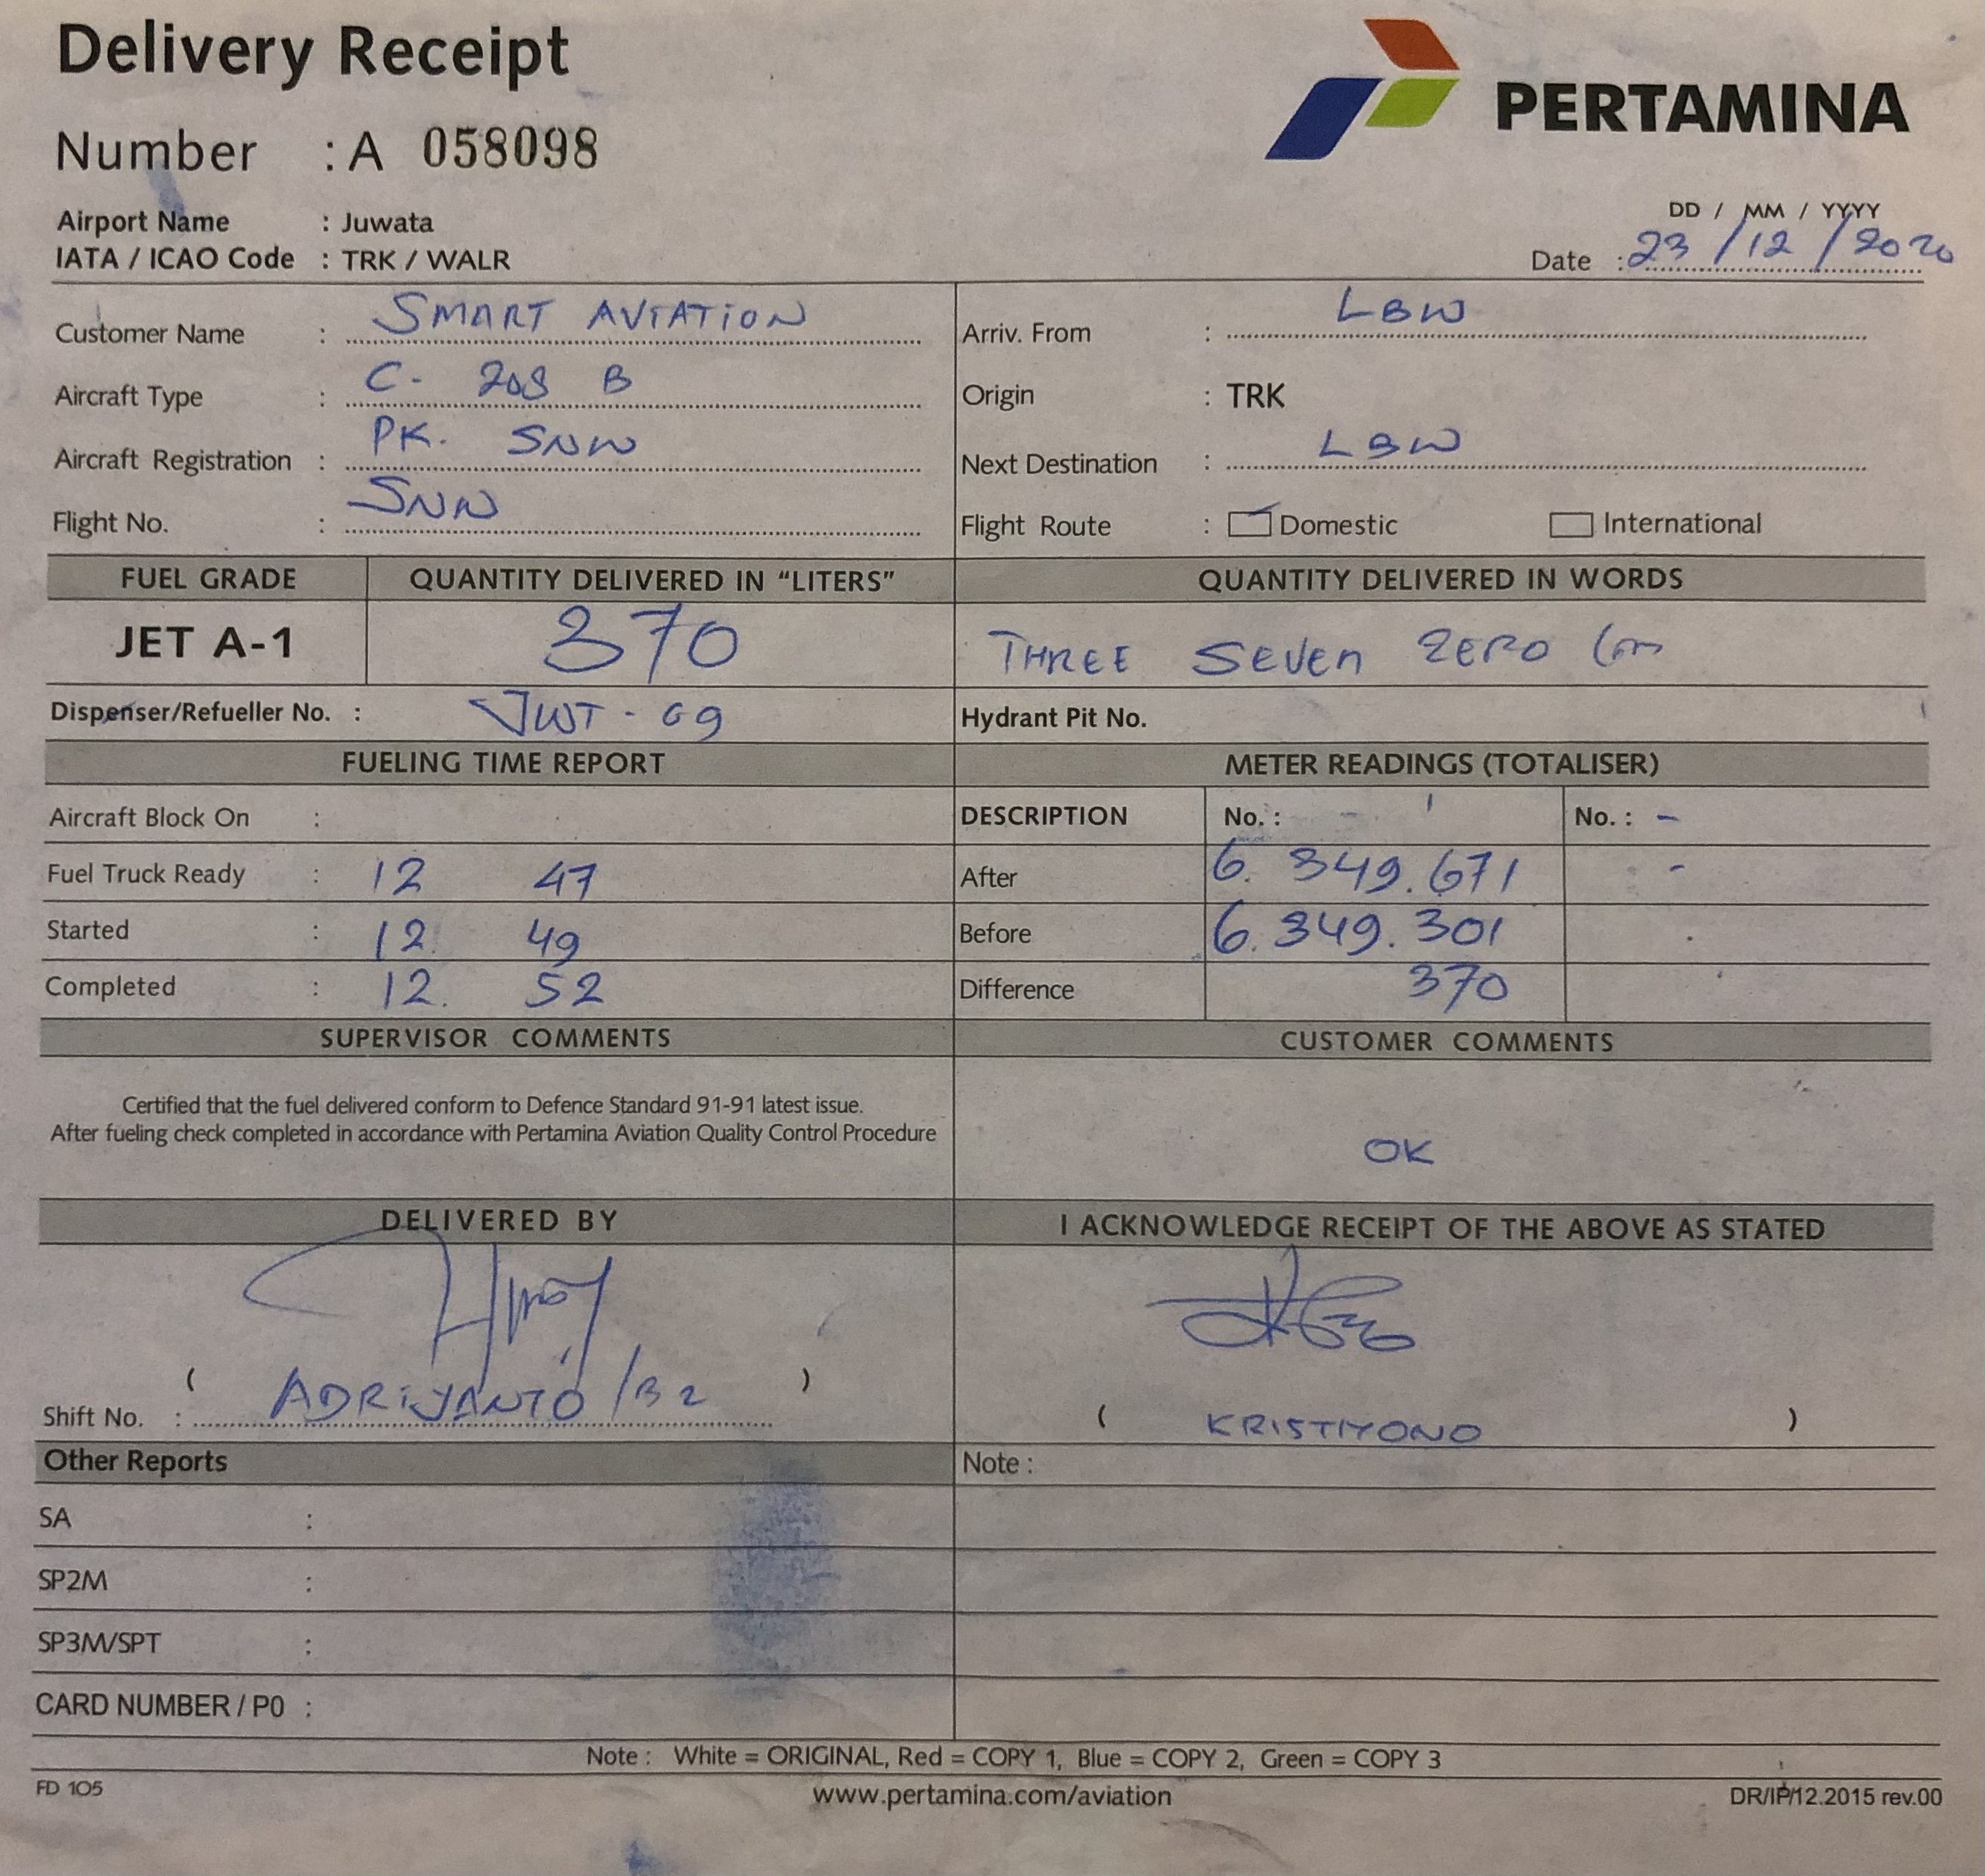 Delivery Receipt
PERTAMINA
Number : A 058098
Airport Name : Juwata
IATA / ICAO Code : TRK / WALR
DD / MM / YYYY
Date : 23 / 12 / 2020
Customer Name : SMART AVIATION
Arriv. From : LBW
Aircraft Type : C- 208 B
Origin : TRK
Aircraft Registration : PK. SNW
Next Destination : LBW
Flight No. : SNW
Flight Route : Domestic International
FUEL GRADE QUANTITY DELIVERED IN "LITERS" QUANTITY DELIVERED IN WORDS
JET A-1 370 THREE SEVEN ZERO
Dispenser/Refueller No. : JWT - 09 Hydrant Pit No.
FUELING TIME REPORT METER READINGS (TOTALISER)
Aircraft Block On : DESCRIPTION No. : - No. : -
Fuel Truck Ready : 12 47 After 6. 349.671 -
Started : 12. 49 Before 6. 349. 301
Completed : 12. 52 Difference 370
SUPERVISOR COMMENTS CUSTOMER COMMENTS
Certified that the fuel delivered conform to Defence Standard 91-91 latest issue.
After fueling check completed in accordance with Pertamina Aviation Quality Control Procedure
OK
DELIVERED BY I ACKNOWLEDGE RECEIPT OF THE ABOVE AS STATED
Shift No. : ( ADRIYANTO / B2 )
( KRISTIYONO )
Other Reports Note :
SA :
SP2M :
SP3M/SPT :
CARD NUMBER / P0 :
Note : White = ORIGINAL, Red = COPY 1, Blue = COPY 2, Green = COPY 3
FD 105 www.pertamina.com/aviation DR/IP/12.2015 rev.00